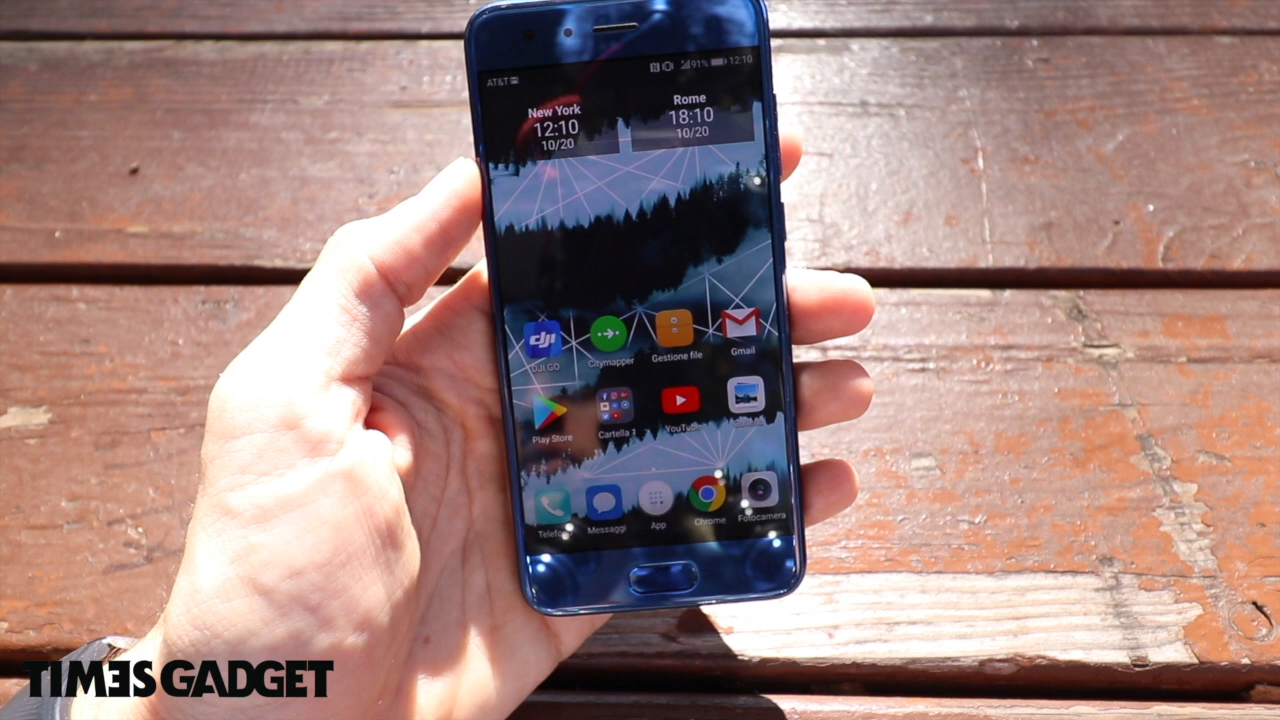 AT&T
91% 12:10
New York
12:10
10/20
Rome
18:10
10/20
DJI GO
Citymapper
Gestione file
Gmail
Play Store
Cartella 1
YouTube
Messaggi
App
Chrome
Fotocamera
TIMES GADGET